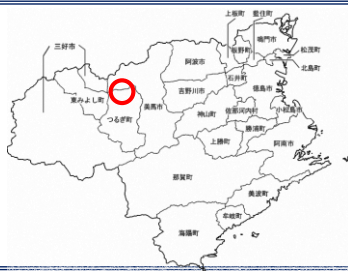 上板町
藍住町
三好市
鳴門市
松茂町
阿波市
板野町
北島町
石井町
徳島市
東みよし町
美馬市
吉野川市
佐那河内村
小松島市
つるぎ町
神山町
勝浦町
上勝町
阿南市
那賀町
美波町
牟岐町
海陽町